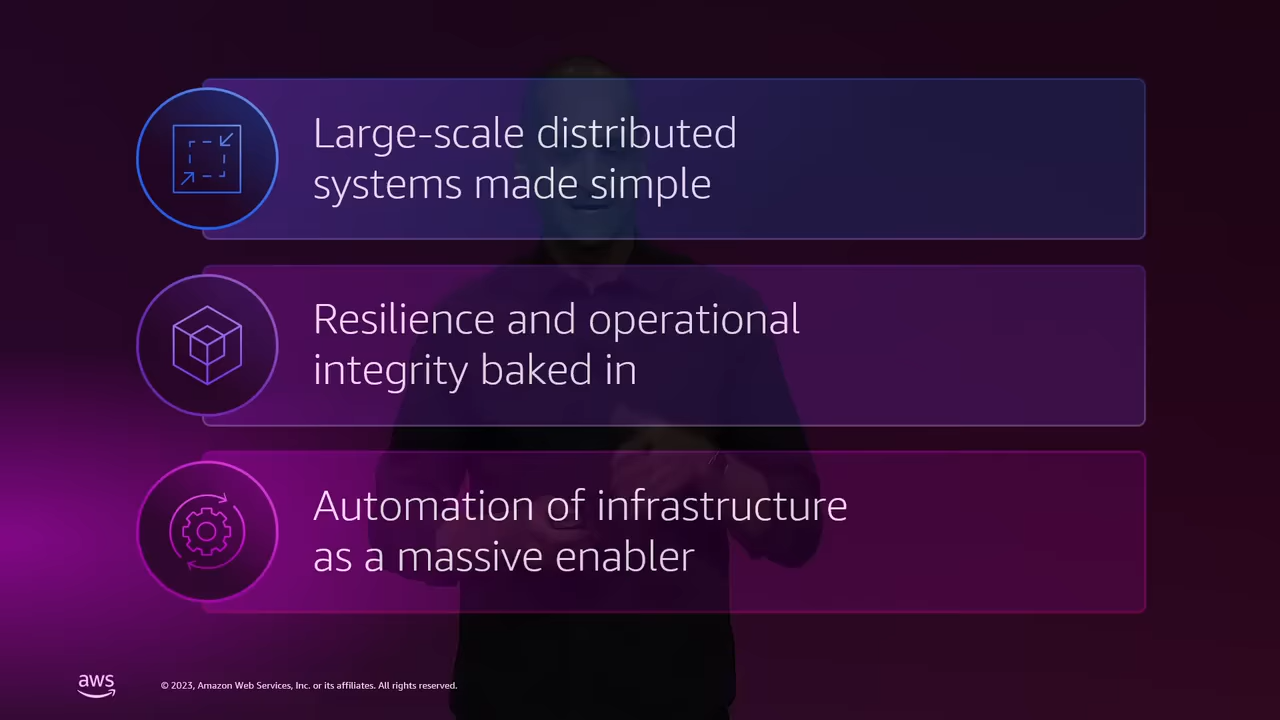 Large-scale distributed
systems made simple
Resilience and operational
integrity baked in
Automation of infrastructure
as a massive enabler
aws
© 2023, Amazon Web Services, Inc. or its affiliates. All rights reserved.